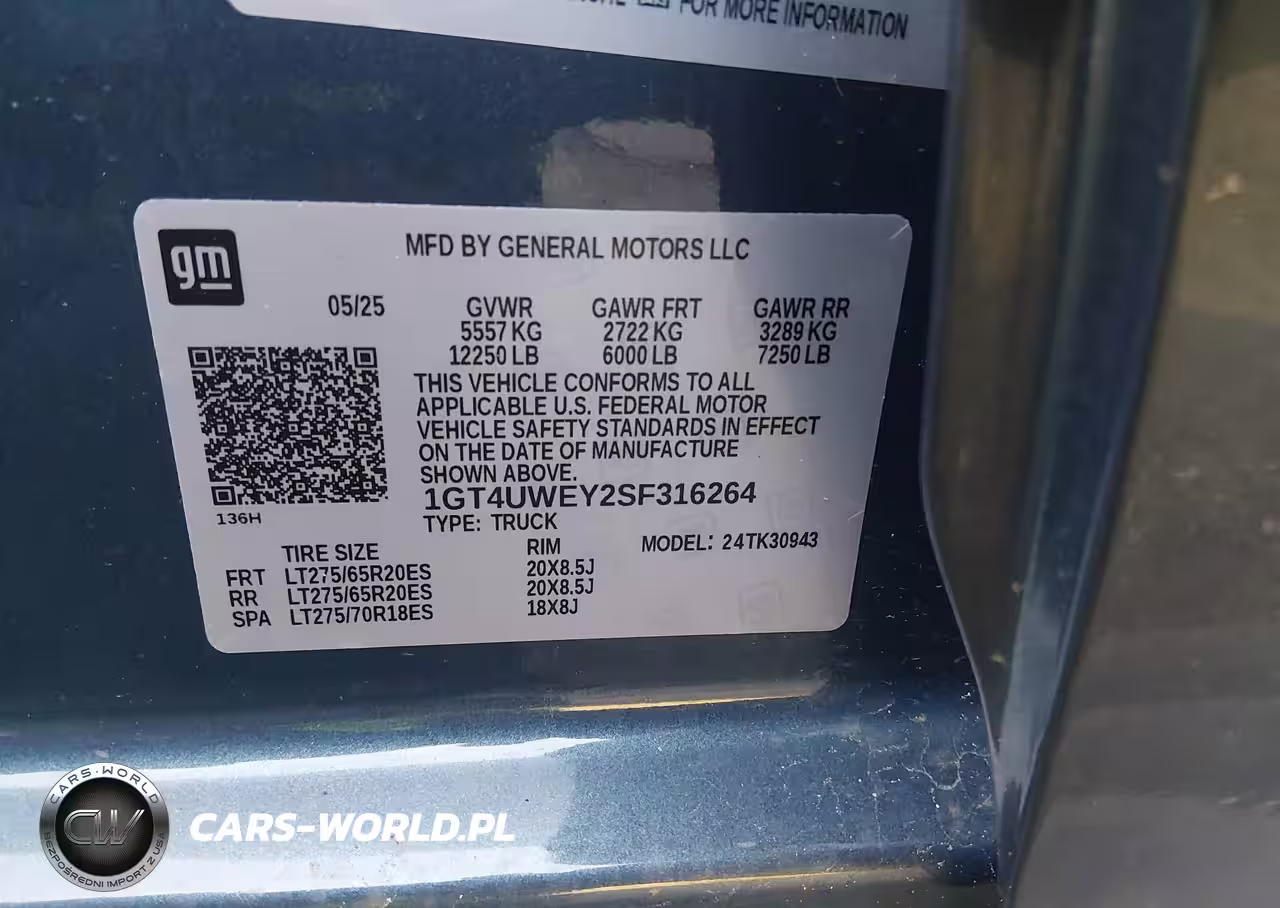 FOR MORE INFORMATION
gm
MFD BY GENERAL MOTORS LLC
05/25 GVWR GAWR FRT GAWR RR
5557 KG 2722 KG 3289 KG
12250 LB 6000 LB 7250 LB
THIS VEHICLE CONFORMS TO ALL
APPLICABLE U.S. FEDERAL MOTOR
VEHICLE SAFETY STANDARDS IN EFFECT
ON THE DATE OF MANUFACTURE
SHOWN ABOVE.
1GT4UWEY2SF316264
136H
TYPE: TRUCK
TIRE SIZE RIM MODEL: 24TK30943
FRT LT275/65R20ES 20X8.5J
RR LT275/65R20ES 20X8.5J
SPA LT275/70R18ES 18X8J
CARS-WORLD
CW
BEZPOŚREDNI IMPORT Z USA
CARS-WORLD.PL